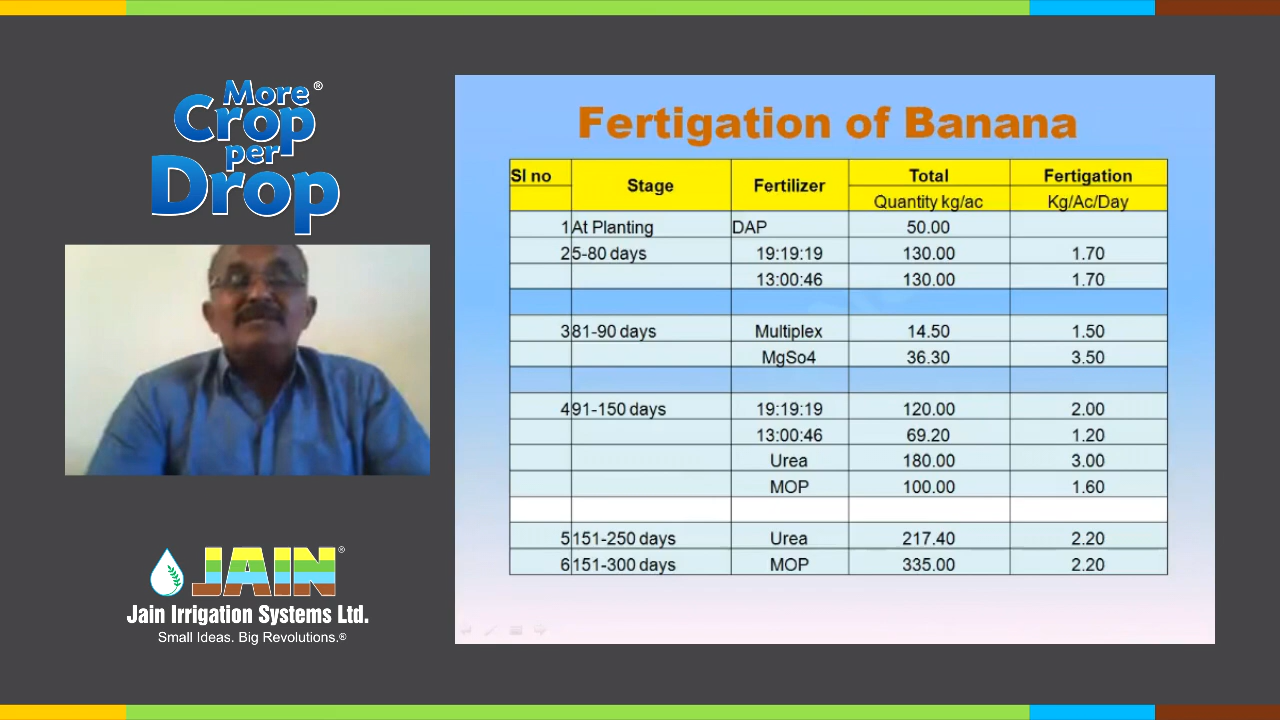 More®
Crop
per
Drop
JAIN®
Jain Irrigation Systems Ltd.
Small Ideas. Big Revolutions.®
Fertigation of Banana
Sl no Stage Fertilizer Total Fertigation
Quantity kg/ac Kg/Ac/Day
1 At Planting DAP 50.00
2 5-80 days 19:19:19 130.00 1.70
13:00:46 130.00 1.70
3 81-90 days Multiplex 14.50 1.50
MgSo4 36.30 3.50
4 91-150 days 19:19:19 120.00 2.00
13:00:46 69.20 1.20
Urea 180.00 3.00
MOP 100.00 1.60
5 151-250 days Urea 217.40 2.20
6 151-300 days MOP 335.00 2.20